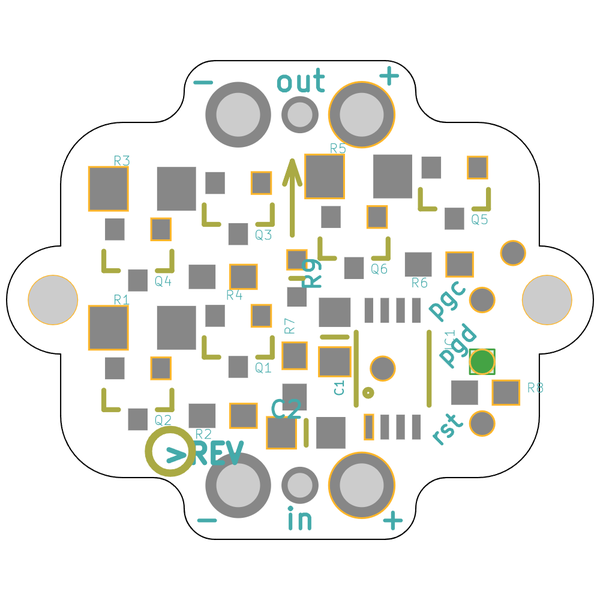 − out +
R3
R5
Q5
Q3
Q6
Q4
R4
R9
R6
pgc
R1
R7
IC1
pgd
Q1
C1
R8
C2
Q2
R2
rst
>REV
− in +